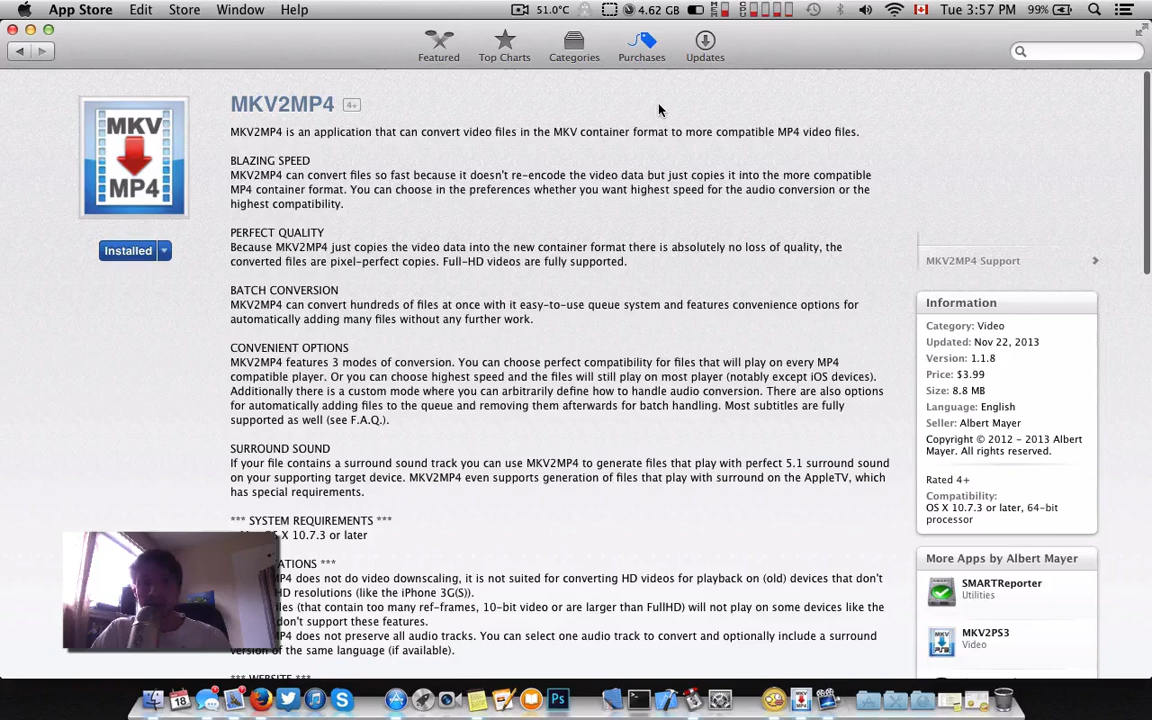 App Store Edit Store Window Help 51.0°C 4.62 GB Tue 3:57 PM 99%
Featured Top Charts Categories Purchases Updates
MKV
MP4
Installed
MKV2MP4 4+
MKV2MP4 is an application that can convert video files in the MKV container format to more compatible MP4 video files.
BLAZING SPEED
MKV2MP4 can convert files so fast because it doesn't re-encode the video data but just copies it into the more compatible
MP4 container format. You can choose in the preferences whether you want highest speed for the audio conversion or the
highest compatibility.
PERFECT QUALITY
Because MKV2MP4 just copies the video data into the new container format there is absolutely no loss of quality, the
converted files are pixel-perfect copies. Full-HD videos are fully supported.
BATCH CONVERSION
MKV2MP4 can convert hundreds of files at once with it easy-to-use queue system and features convenience options for
automatically adding many files without any further work.
CONVENIENT OPTIONS
MKV2MP4 features 3 modes of conversion. You can choose perfect compatibility for files that will play on every MP4
compatible player. Or you can choose highest speed and the files will still play on most player (notably except iOS devices).
Additionally there is a custom mode where you can arbitrarily define how to handle audio conversion. There are also options
for automatically adding files to the queue and removing them afterwards for batch handling. Most subtitles are fully
supported as well (see F.A.Q.).
SURROUND SOUND
If your file contains a surround sound track you can use MKV2MP4 to generate files that play with perfect 5.1 surround sound
on your supporting target device. MKV2MP4 even supports generation of files that play with surround on the AppleTV, which
has special requirements.
*** SYSTEM REQUIREMENTS ***
OS X 10.7.3 or later
ATIONS ***
MP4 does not do video downscaling, it is not suited for converting HD videos for playback on (old) devices that don't
HD resolutions (like the iPhone 3G(S)).
(that contain too many ref-frames, 10-bit video or are larger than FullHD) will not play on some devices like the
don't support these features.
MP4 does not preserve all audio tracks. You can select one audio track to convert and optionally include a surround
version of the same language (if available).
*** WEBSITE ***
MKV2MP4 Support
Information
Category: Video
Updated: Nov 22, 2013
Version: 1.1.8
Price: $3.99
Size: 8.8 MB
Language: English
Seller: Albert Mayer
Copyright © 2012 - 2013 Albert
Mayer. All rights reserved.
Rated 4+
Compatibility:
OS X 10.7.3 or later, 64-bit
processor
More Apps by Albert Mayer
SMARTReporter
Utilities
MKV2PS3
Video
18
Ps
MKV
MP4